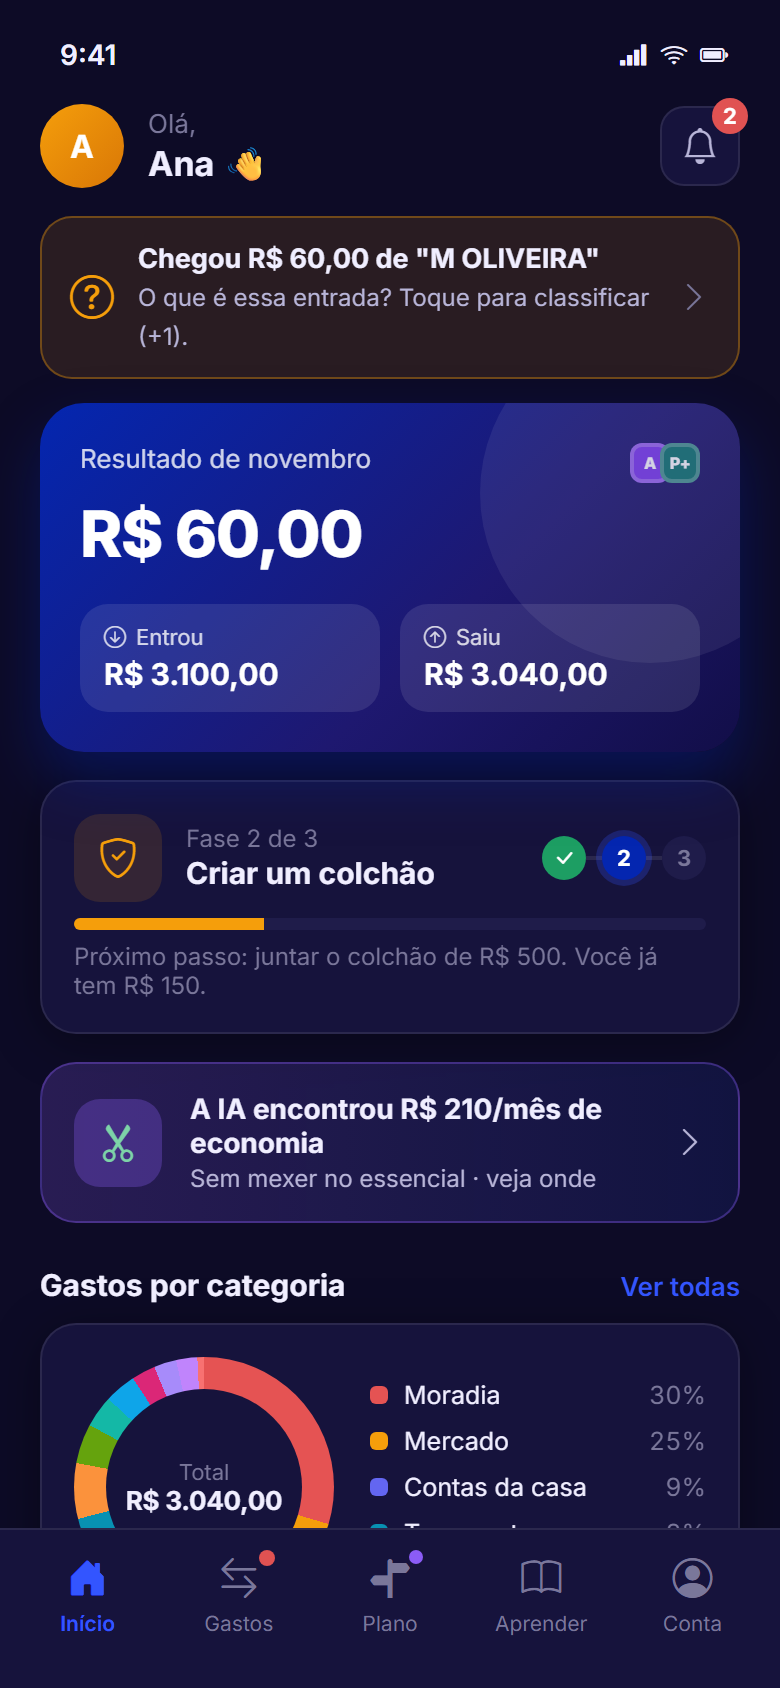 9:41
A
Olá,
Ana 👋
2
Chegou R$ 60,00 de "M OLIVEIRA"
O que é essa entrada? Toque para classificar
(+1).
Resultado de novembro
A P+
R$ 60,00
Entrou
R$ 3.100,00
Saiu
R$ 3.040,00
Fase 2 de 3
Criar um colchão
2 3
Próximo passo: juntar o colchão de R$ 500. Você já
tem R$ 150.
A IA encontrou R$ 210/mês de
economia
Sem mexer no essencial · veja onde
Gastos por categoria
Ver todas
Total
R$ 3.040,00
Moradia 30%
Mercado 25%
Contas da casa 9%
Início
Gastos
Plano
Aprender
Conta